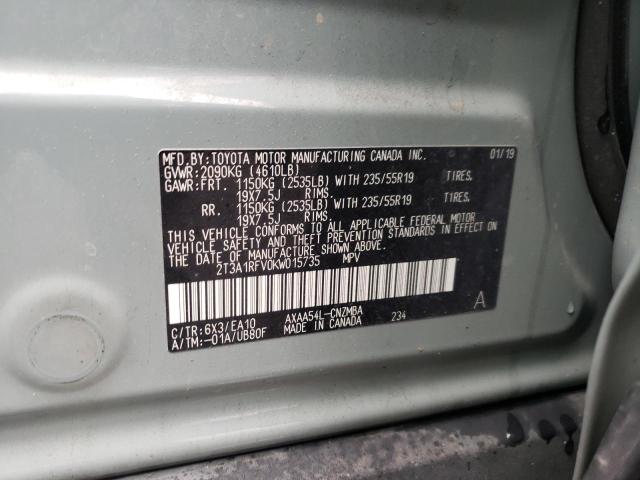 MFD.BY:TOYOTA MOTOR MANUFACTURING CANADA INC. 01/19
GVWR:2090KG (4610LB)
GAWR:FRT. 1150KG (2535LB) WITH 235/55R19 TIRES.
19X7.5J RIMS.
RR. 1150KG (2535LB) WITH 235/55R19 TIRES.
19X7.5J RIMS.
THIS VEHICLE CONFORMS TO ALL APPLICABLE FEDERAL MOTOR
VEHICLE SAFETY AND THEFT PREVENTION STANDARDS IN EFFECT ON
THE DATE OF MANUFACTURE SHOWN ABOVE.
2T3A1RFV0KW015735 MPV
A
C/TR:6X3/EA10 AXAA54L-CNZMBA 234
A/TM:-01A/UB80F MADE IN CANADA